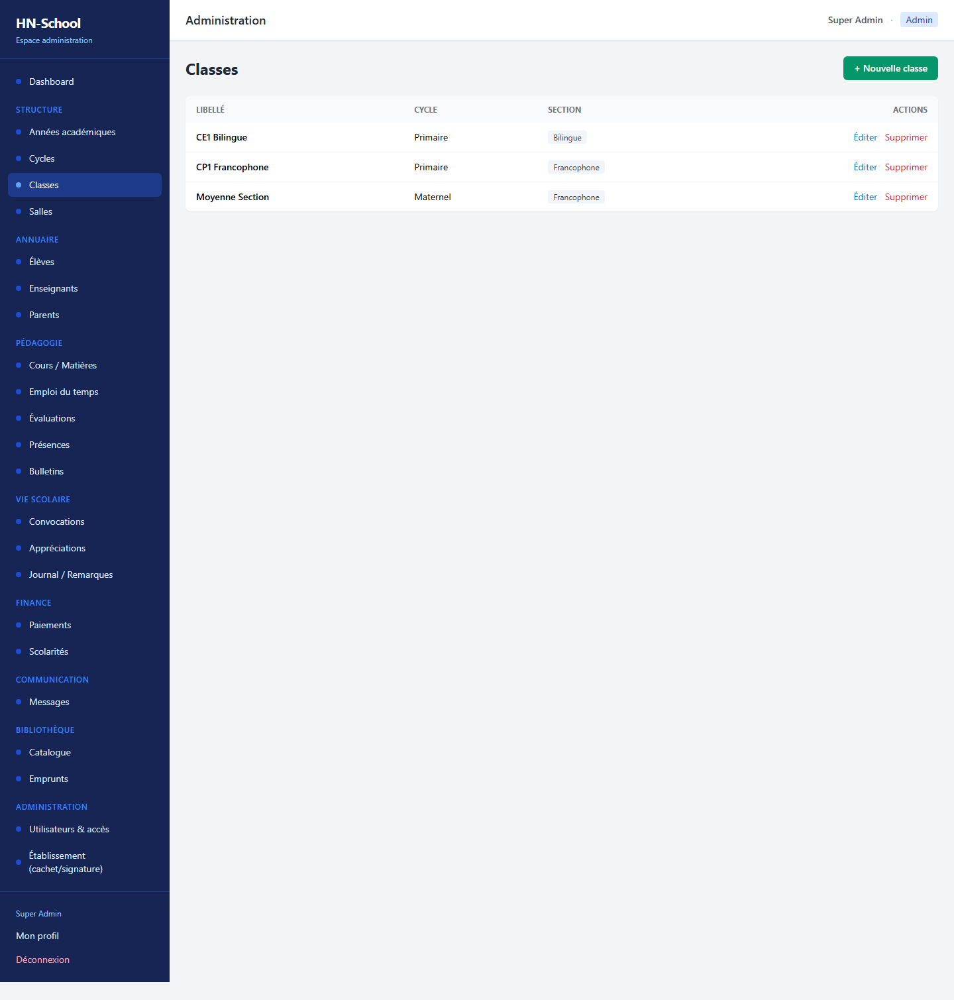 HN-School
Espace administration
Dashboard
STRUCTURE
Années académiques
Cycles
Classes
Salles
ANNUAIRE
Élèves
Enseignants
Parents
PÉDAGOGIE
Cours / Matières
Emploi du temps
Évaluations
Présences
Bulletins
VIE SCOLAIRE
Convocations
Appréciations
Journal / Remarques
FINANCE
Paiements
Scolarités
COMMUNICATION
Messages
BIBLIOTHÈQUE
Catalogue
Emprunts
ADMINISTRATION
Utilisateurs & accès
Établissement
(cachet/signature)
Super Admin
Mon profil
Déconnexion
Administration
Super Admin · Admin
Classes
+ Nouvelle classe
LIBELLÉ CYCLE SECTION ACTIONS
CE1 Bilingue Primaire Bilingue Éditer Supprimer
CP1 Francophone Primaire Francophone Éditer Supprimer
Moyenne Section Maternel Francophone Éditer Supprimer